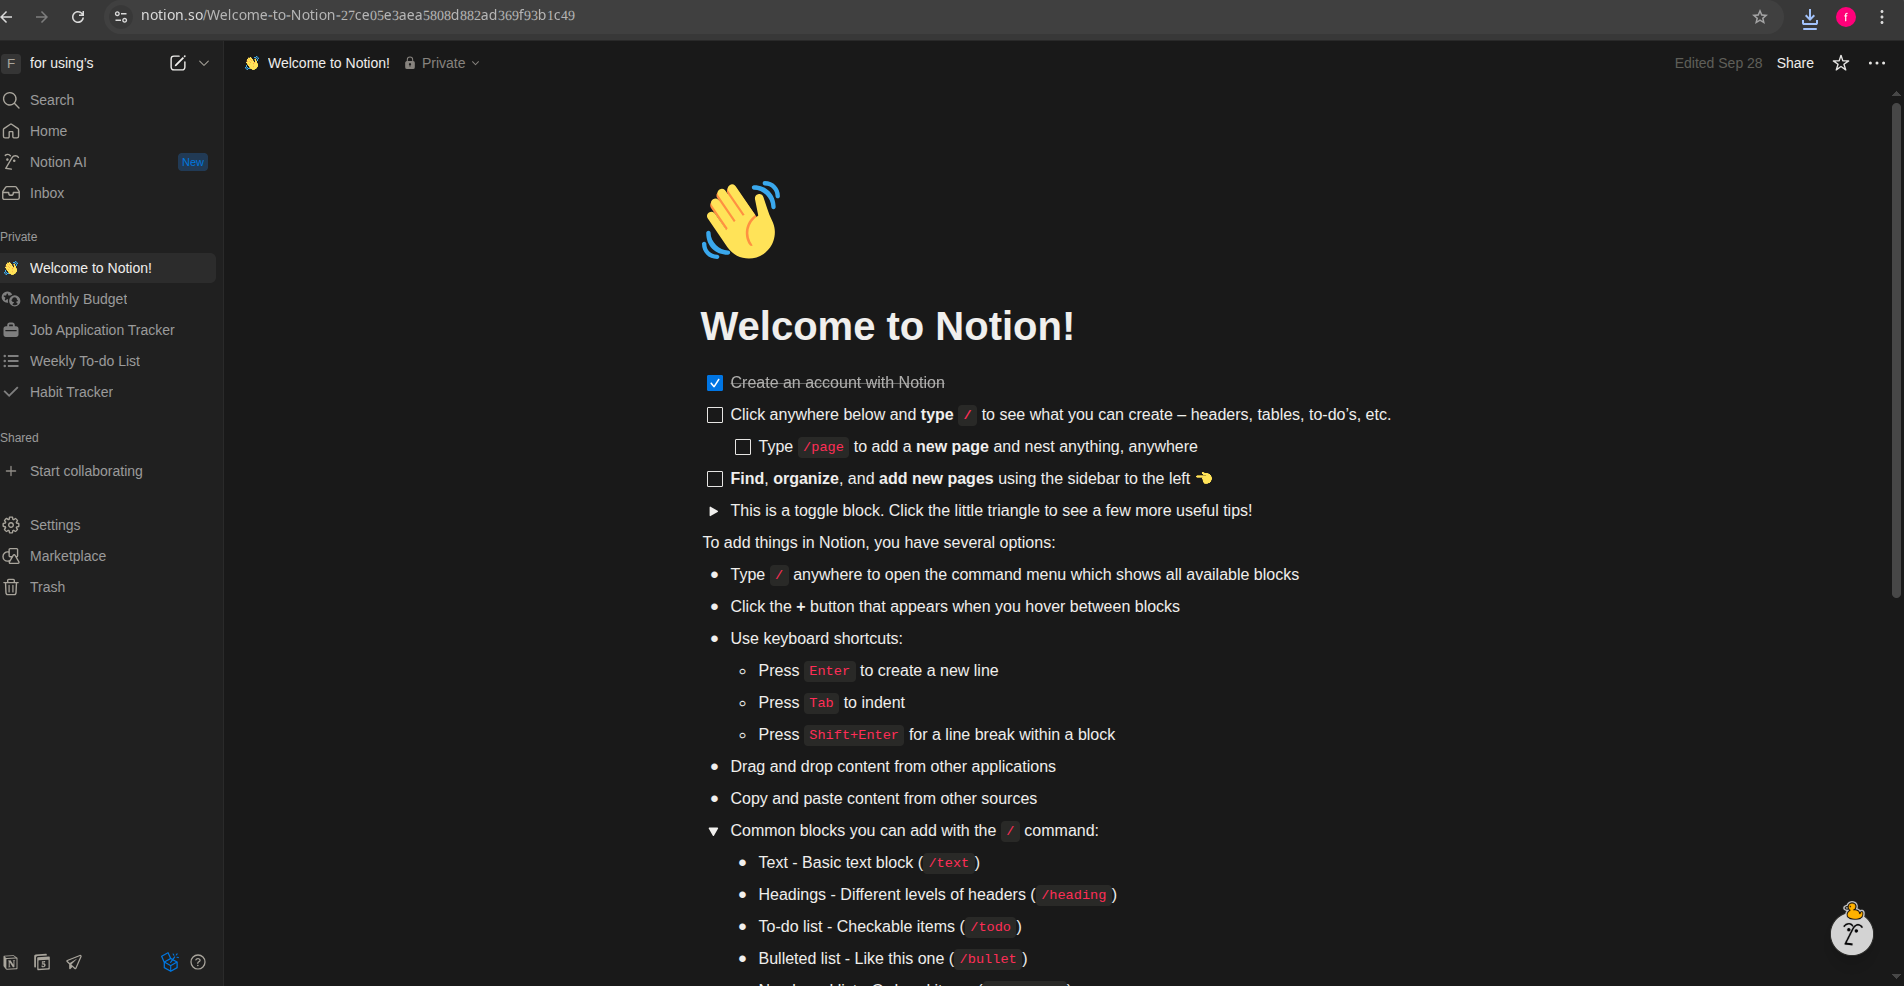 notion.so/Welcome-to-Notion-27ce05e3aea5808d882ad369f93b1c49
f
F for using's
Welcome to Notion! Private
Edited Sep 28 Share
Search
Home
Notion AI New
Inbox
Private
Welcome to Notion!
Monthly Budget
Job Application Tracker
Weekly To-do List
Habit Tracker
Shared
Start collaborating
Settings
Marketplace
Trash
Welcome to Notion!
Create an account with Notion
Click anywhere below and type / to see what you can create – headers, tables, to-do's, etc.
Type /page to add a new page and nest anything, anywhere
Find, organize, and add new pages using the sidebar to the left 👈
This is a toggle block. Click the little triangle to see a few more useful tips!
To add things in Notion, you have several options:
Type / anywhere to open the command menu which shows all available blocks
Click the + button that appears when you hover between blocks
Use keyboard shortcuts:
Press Enter to create a new line
Press Tab to indent
Press Shift+Enter for a line break within a block
Drag and drop content from other applications
Copy and paste content from other sources
Common blocks you can add with the / command:
Text - Basic text block (/text)
Headings - Different levels of headers (/heading)
To-do list - Checkable items (/todo)
Bulleted list - Like this one (/bullet)